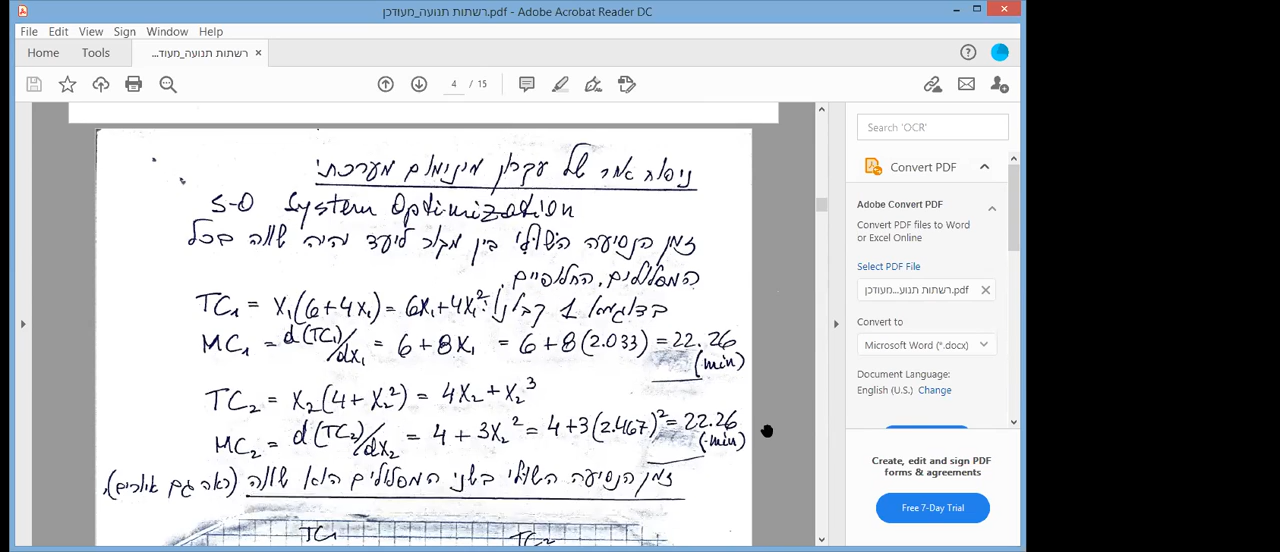 רשתות תנועה_מעודכן.pdf - Adobe Acrobat Reader DC
File Edit View Sign Window Help
Home Tools רשתות תנועה_מעוד... ×
4 / 15
ניסוח אחר של עקרון מינימום מערכתי
S-O System Optimization
זמן הנסיעה השולי בין מקור ליעד יהיה שווה בכל
המסלולים החלופיים.
בדוגמא 1 קבלנו: TC₁ = X₁(6+4X₁) = 6X₁+4X₁²
MC₁ = d(TC₁)/dX₁ = 6+8X₁ = 6+8(2.033) = 22.26
(min)
TC₂ = X₂(4+X₂²) = 4X₂+X₂³
MC₂ = d(TC₂)/dX₂ = 4+3X₂² = 4+3(2.467)² = 22.26
(min)
זמן הנסיעה השולי בשני המסלולים הוא שווה (ראה גם איורים),
TC₁ TC₂
Search 'OCR'
Convert PDF
Adobe Convert PDF
Convert PDF files to Word
or Excel Online
Select PDF File
רשתות תנועה...מעודכן.pdf
Convert to
Microsoft Word (*.docx)
Document Language:
English (U.S.) Change
Create, edit and sign PDF
forms & agreements
Free 7-Day Trial